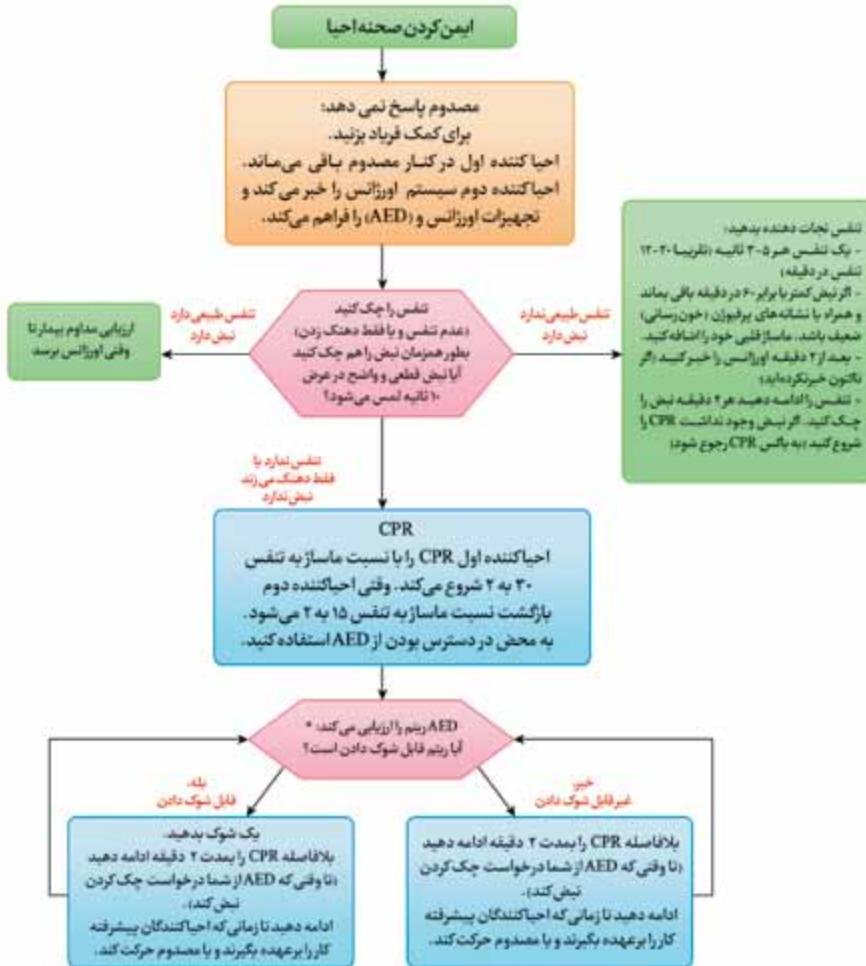 ایمن کردن صحنه احیا
مصدوم پاسخ نمی دهد؛
برای کمک فریاد بزنید.
احیا کننده اول در کنار مصدوم باقی می‌ماند.
احیا کننده دوم سیستم اورژانس را خبر می‌کند و
تجهیزات اورژانس و (AED) را فراهم می‌کند.
تنفس را چک کنید
(عدم تنفس و یا فقط دهنک زدن)
بطور همزمان نبض را هم چک کنید
آیا نبض قطعی و واضح در عرض
۱۰ ثانیه لمس می‌شود؟
تنفس طبیعی ندارد
نبض دارد
تنفس نجات دهنده بدهید؛
- یک تنفس هر ۵-۳ ثانیه (تقریبا ۲۰-۱۲
تنفس در دقیقه)
- اگر نبض کمتر یا برابر ۶۰ در دقیقه باقی بماند
و همراه با نشانه های پرفیوژن (خون رسانی)
ضعیف باشد، ماساژ قلبی خود را اضافه کنید.
- بعد از ۲ دقیقه اورژانس را خبر کنید (اگر
تاکنون خبر نکرده‌اید)
- تنفس را ادامه دهید هر ۲ دقیقه نبض را
چک کنید. اگر نبض وجود نداشت CPR را
شروع کنید (به باکس CPR رجوع شود)
تنفس طبیعی دارد
نبض دارد
ارزیابی مداوم بیمار تا
وقتی اورژانس برسد
تنفس ندارد یا
فقط دهنک می زند
نبض ندارد
CPR
احیا کننده اول CPR را با نسبت ماساژ به تنفس
۳۰ به ۲ شروع می‌کند. وقتی احیاکننده دوم
بازگشت نسبت ماساژ به تنفس ۱۵ به ۲ می‌شود.
به محض در دسترس بودن از AED استفاده کنید.
AED ریتم را ارزیابی می‌کند؛ *
آیا ریتم قابل شوک دادن است؟
خیر،
غیر قابل شوک دادن
بلافاصله CPR را بمدت ۲ دقیقه ادامه دهید
(تا وقتی که AED از شما درخواست چک کردن
نبض کند).
ادامه دهید تا زمانی که احیاکنندگان پیشرفته
کار را برعهده بگیرند و یا مصدوم حرکت کند.
بله،
قابل شوک دادن
یک شوک بدهید.
بلافاصله CPR را بمدت ۲ دقیقه ادامه دهید
(تا وقتی که AED از شما درخواست چک کردن
نبض کند).
ادامه دهید تا زمانی که احیاکنندگان پیشرفته
کار را برعهده بگیرند و یا مصدوم حرکت کند.